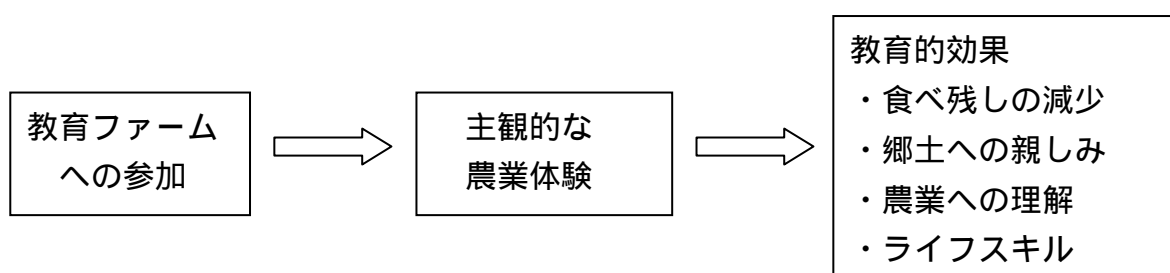 教育ファーム
への参加
主観的な
農業体験
教育的効果
・食べ残しの減少
・郷土への親しみ
・農業への理解
・ライフスキル